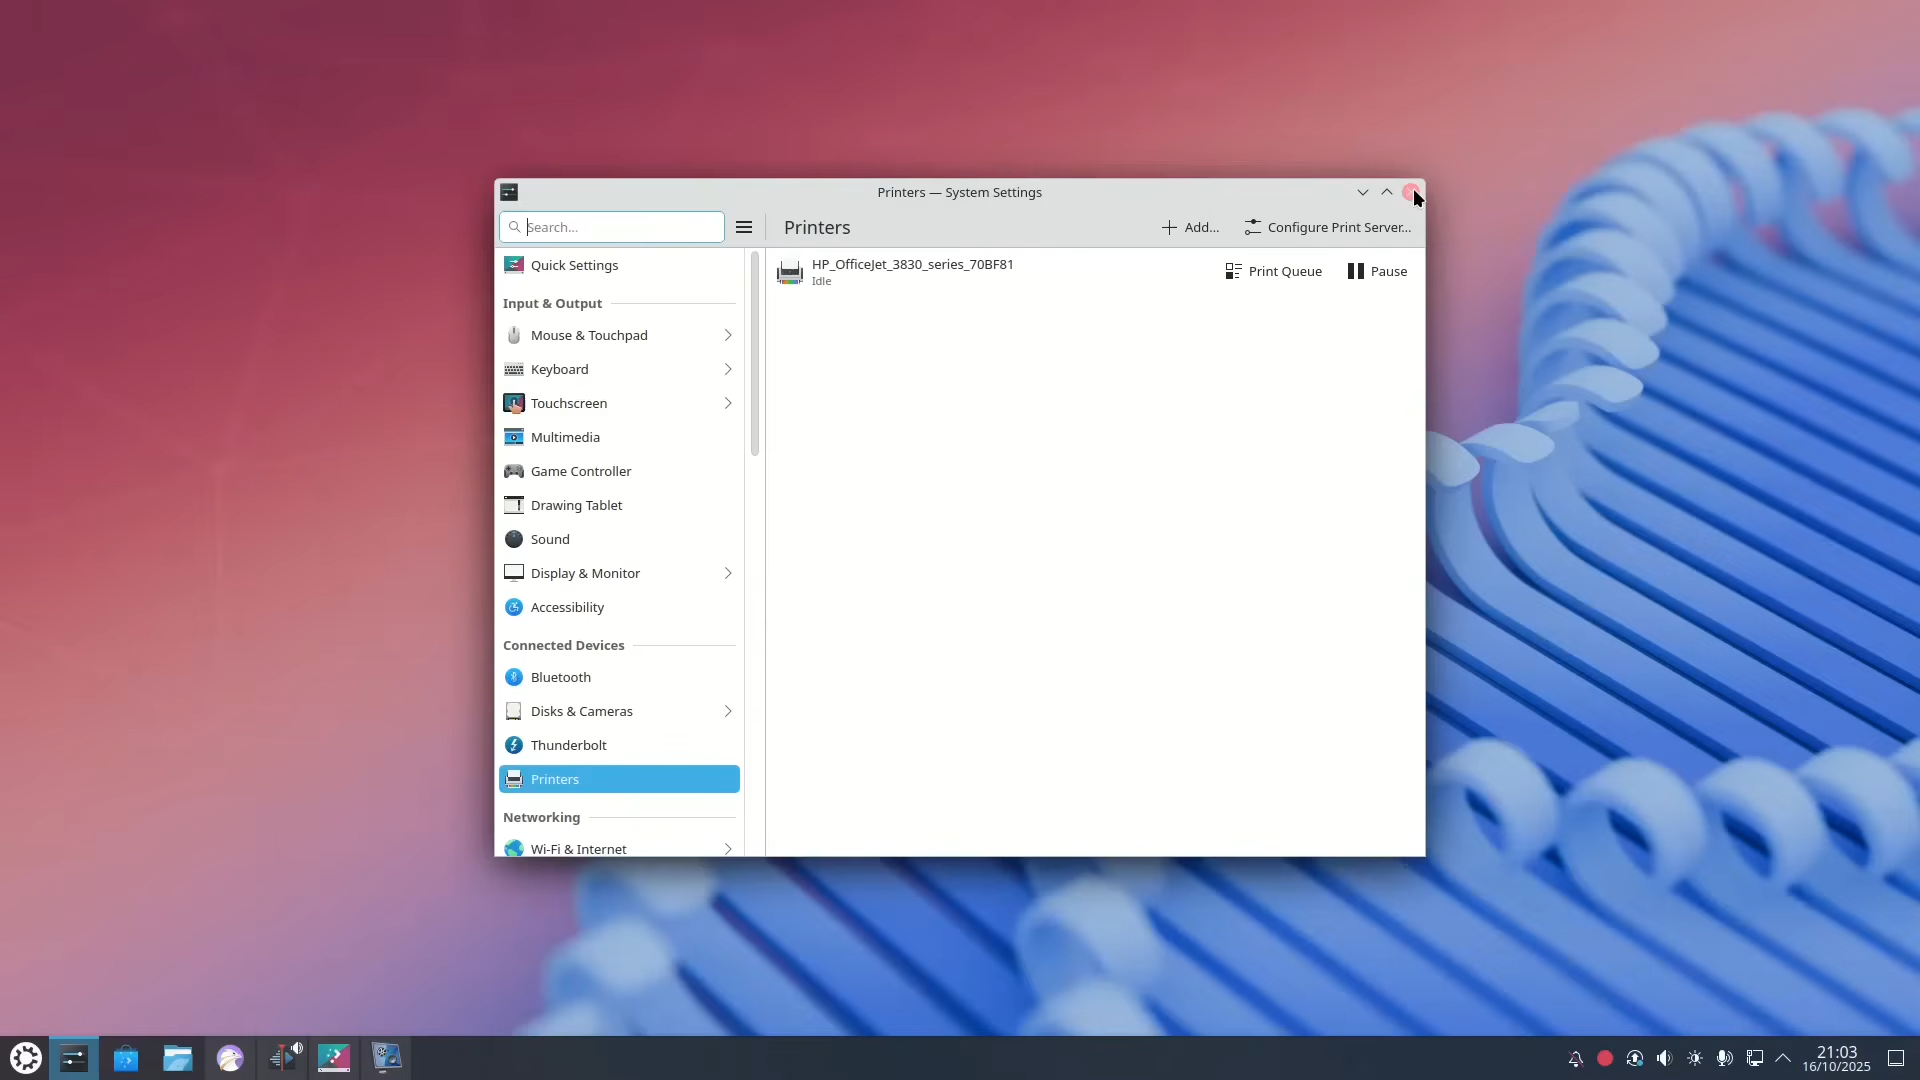 Printers — System Settings
Search...
Printers
Add...
Configure Print Server...
Quick Settings
Input & Output
Mouse & Touchpad
Keyboard
Touchscreen
Multimedia
Game Controller
Drawing Tablet
Sound
Display & Monitor
Accessibility
Connected Devices
Bluetooth
Disks & Cameras
Thunderbolt
Printers
Networking
Wi-Fi & Internet
HP_OfficeJet_3830_series_70BF81
Idle
Print Queue
Pause
21:03
16/10/2025